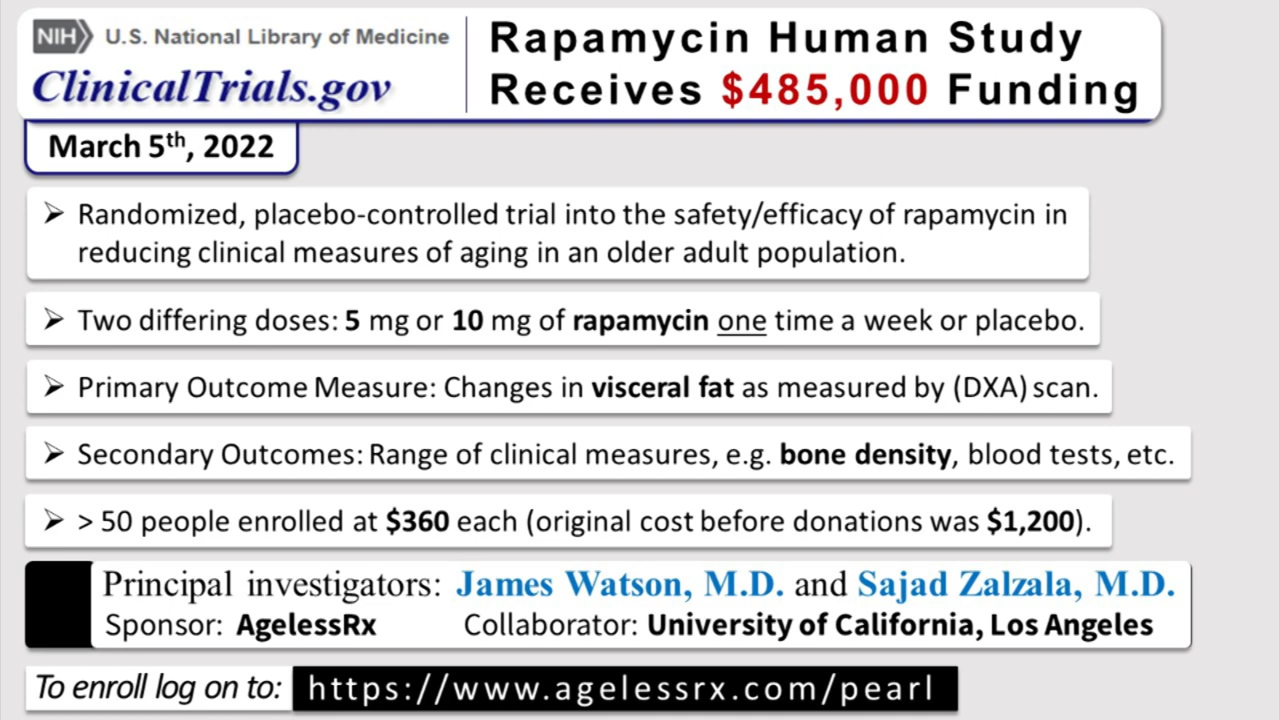 NIH U.S. National Library of Medicine
ClinicalTrials.gov
Rapamycin Human Study
Receives $485,000 Funding
March 5th, 2022
➢ Randomized, placebo-controlled trial into the safety/efficacy of rapamycin in
reducing clinical measures of aging in an older adult population.
➢ Two differing doses: 5 mg or 10 mg of rapamycin one time a week or placebo.
➢ Primary Outcome Measure: Changes in visceral fat as measured by (DXA) scan.
➢ Secondary Outcomes: Range of clinical measures, e.g. bone density, blood tests, etc.
➢ > 50 people enrolled at $360 each (original cost before donations was $1,200).
Principal investigators: James Watson, M.D. and Sajad Zalzala, M.D.
Sponsor: AgelessRx Collaborator: University of California, Los Angeles
To enroll log on to: https://www.agelessrx.com/pearl